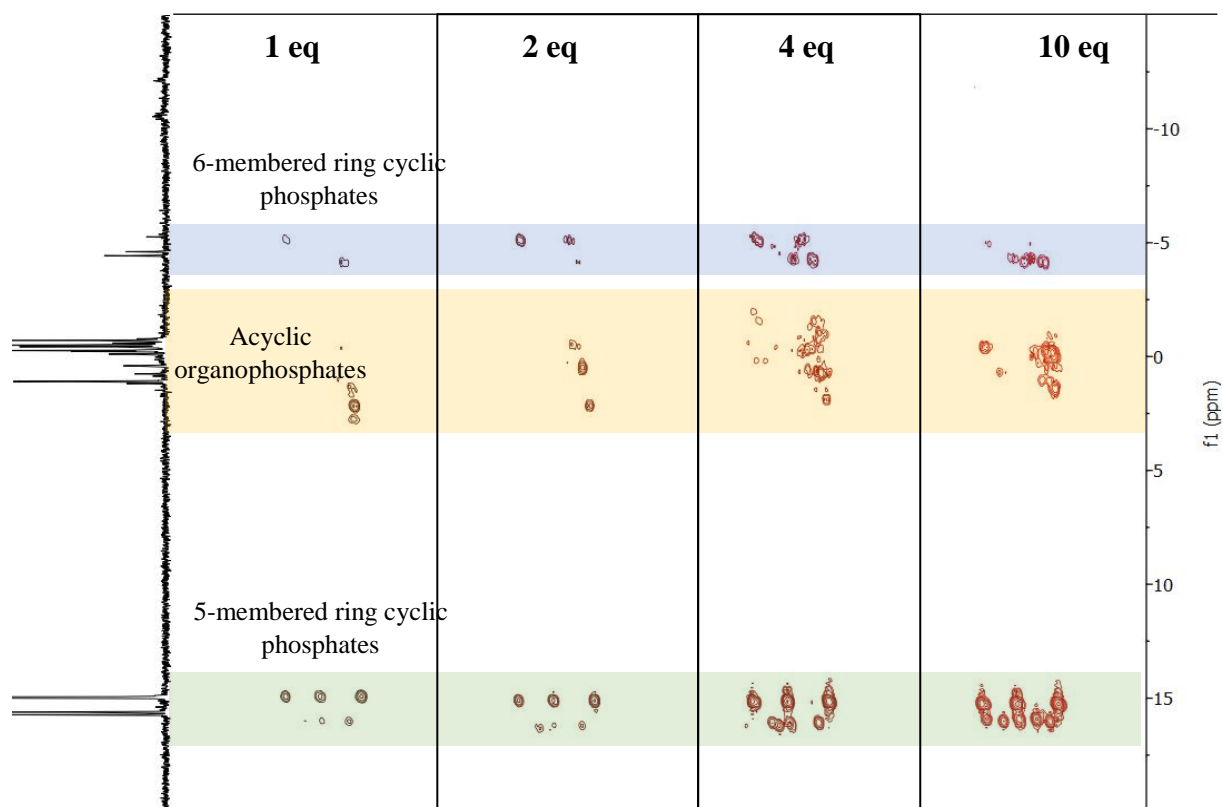 1 eq
2 eq
4 eq
10 eq
6-membered ring cyclic
phosphates
Acyclic
organophosphates
5-membered ring cyclic
phosphates
-10
-5
0
5
10
15
f1 (ppm)